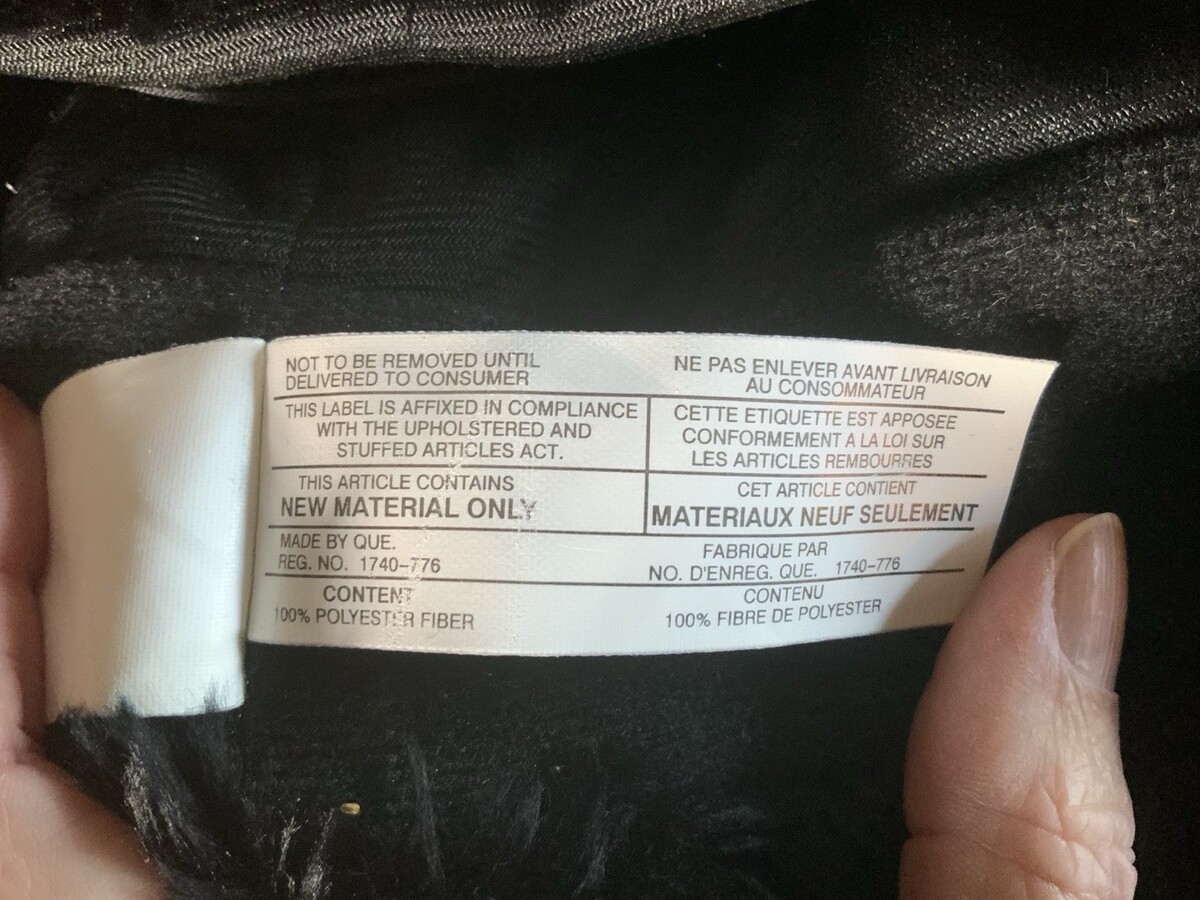 NOT TO BE REMOVED UNTIL
DELIVERED TO CONSUMER
NE PAS ENLEVER AVANT LIVRAISON
AU CONSOMMATEUR
THIS LABEL IS AFFIXED IN COMPLIANCE
WITH THE UPHOLSTERED AND
STUFFED ARTICLES ACT.
CETTE ETIQUETTE EST APPOSEE
CONFORMEMENT A LA LOI SUR
LES ARTICLES REMBOURRES
THIS ARTICLE CONTAINS
NEW MATERIAL ONLY
CET ARTICLE CONTIENT
MATERIAUX NEUF SEULEMENT
MADE BY QUE.
REG. NO. 1740-776
FABRIQUE PAR
NO. D'ENREG. QUE. 1740-776
CONTENT
100% POLYESTER FIBER
CONTENU
100% FIBRE DE POLYESTER